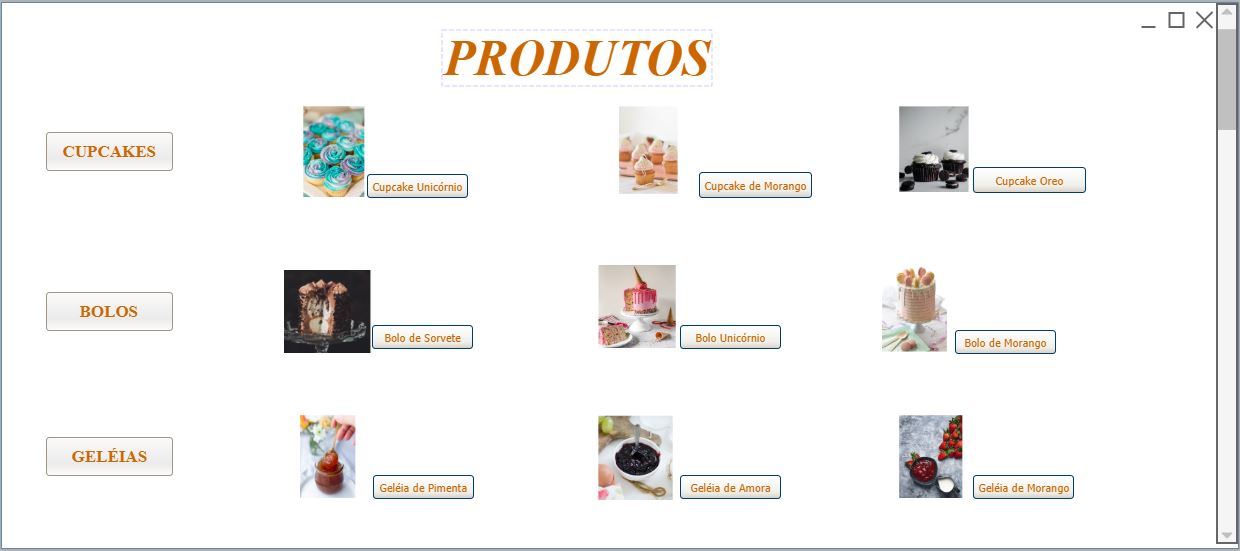 PRODUTOS
CUPCAKES
Cupcake Unicórnio
Cupcake de Morango
Cupcake Oreo
BOLOS
Bolo de Sorvete
Bolo Unicórnio
Bolo de Morango
GELÉIAS
Geléia de Pimenta
Geléia de Amora
Geléia de Morango